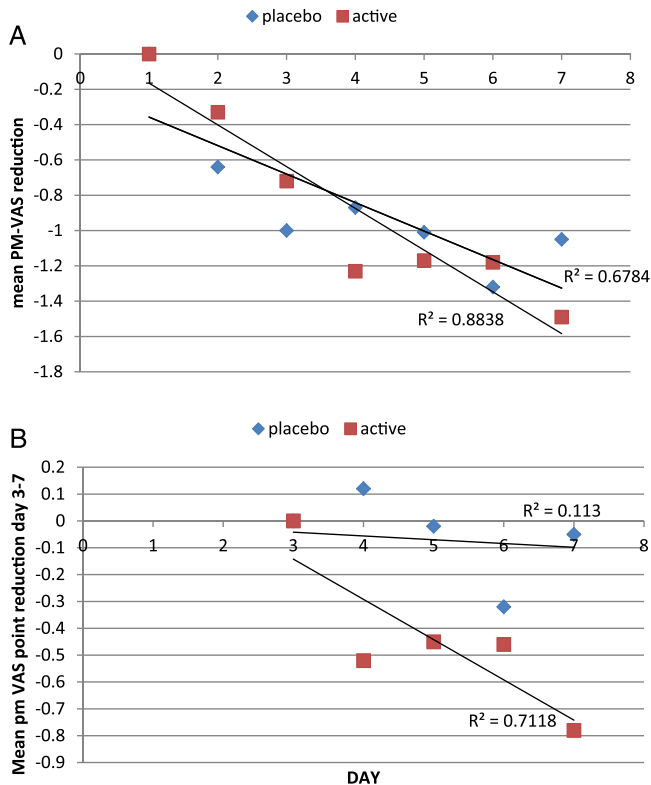 placebo active
A
0
0 1 2 3 4 5 6 7 8
-0.2
-0.4
-0.6
-0.8
-1
-1.2
-1.4
-1.6
-1.8
mean PM-VAS reduction
R² = 0.6784
R² = 0.8838
B
placebo active
0.2
0.1
0
-0.1
-0.2
-0.3
-0.4
-0.5
-0.6
-0.7
-0.8
-0.9
0 1 2 3 4 5 6 7 8
Mean pm VAS point reduction day 3-7
R² = 0.113
R² = 0.7118
DAY